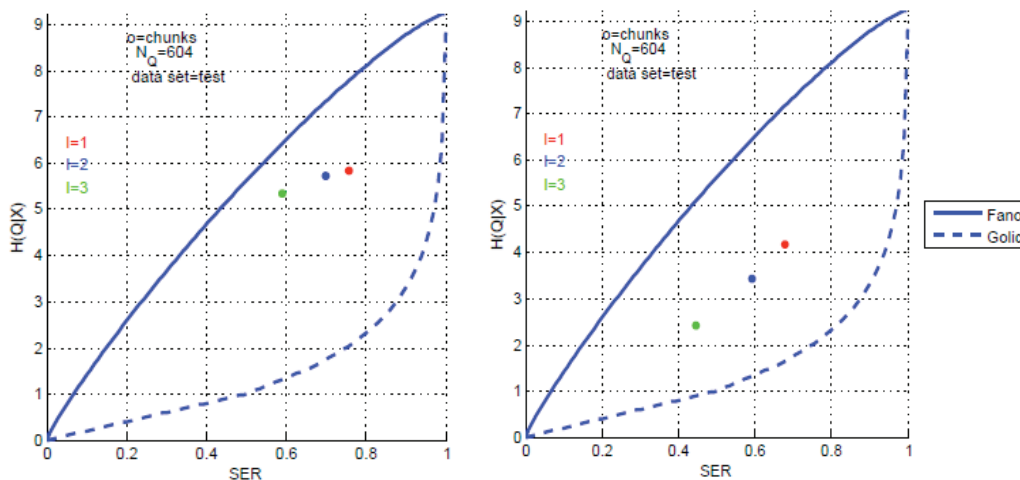 9
8
7
6
5
4
3
2
1
0
H(Q|X)
o=chunks
N_Q=604
data set=test
I=1
I=2
I=3
0
0.2
0.4
0.6
0.8
1
SER
9
8
7
6
5
4
3
2
1
0
H(Q|X)
o=chunks
N_Q=604
data set=test
I=1
I=2
I=3
0
0.2
0.4
0.6
0.8
1
SER
Fano
Golic